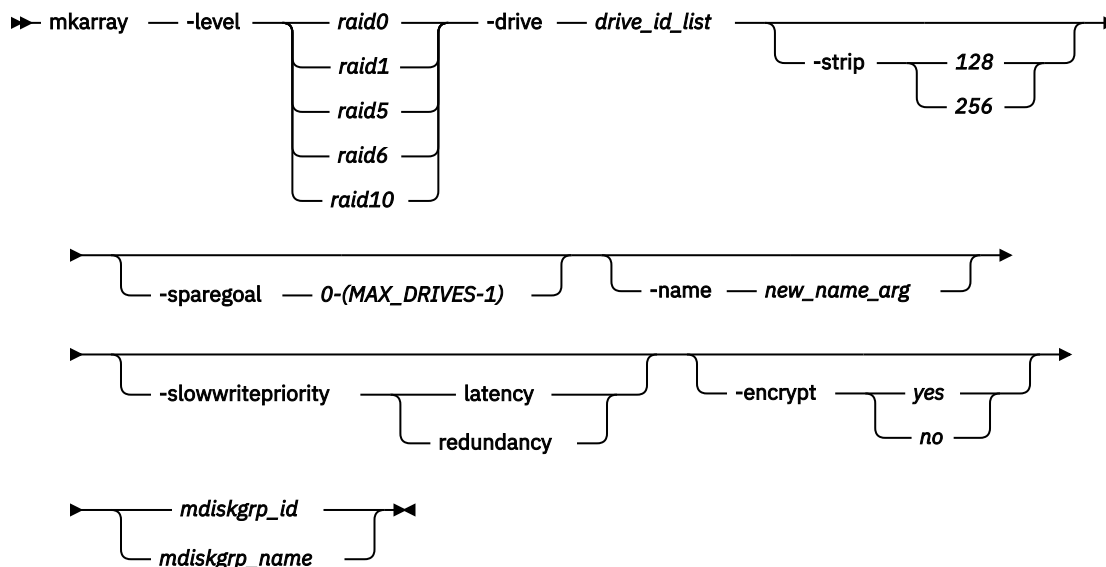 mkarray -level raid0 -drive drive_id_list
raid1 -strip 128
raid5 256
raid6
raid10
-sparegoal 0-(MAX_DRIVES-1) -name new_name_arg
-slowwritepriority latency -encrypt yes
redundancy no
mdiskgrp_id
mdiskgrp_name